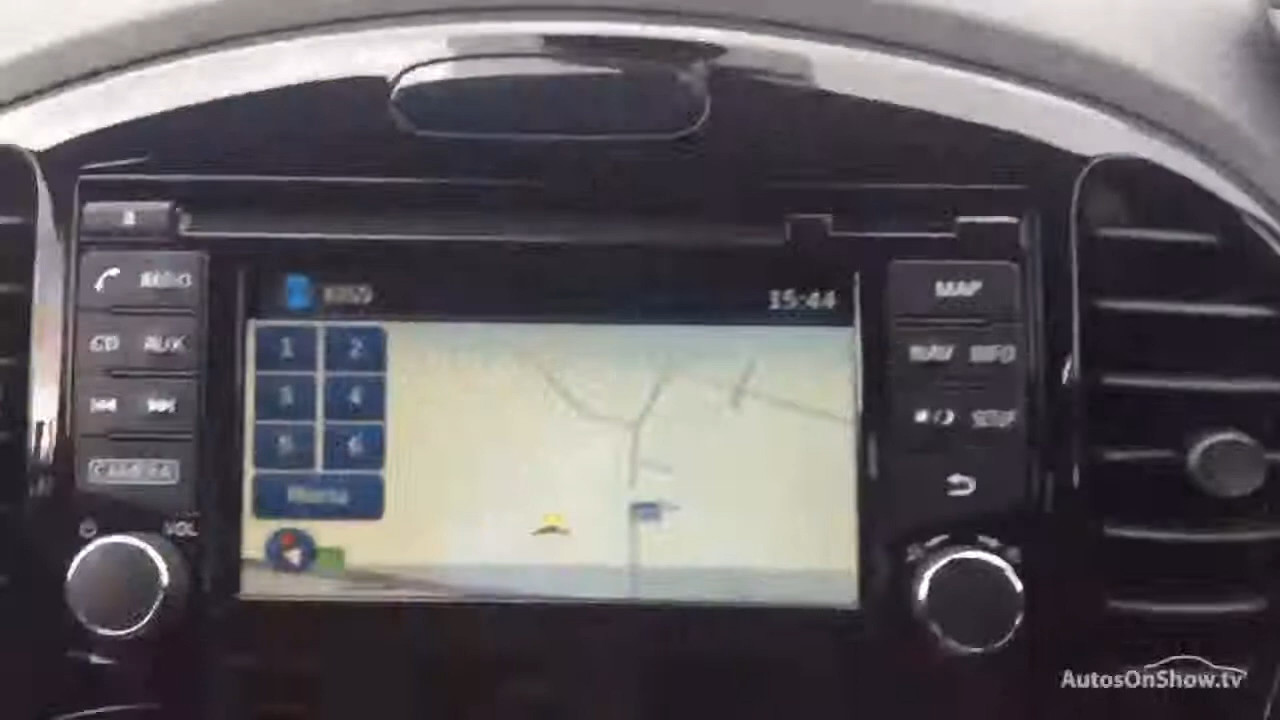 RADIO
CD AUX
CAMERA
VOL
15:44
1 2
3 4
5 6
Menu
MAP
NAV INFO
SETUP
AutosOnShow.tv